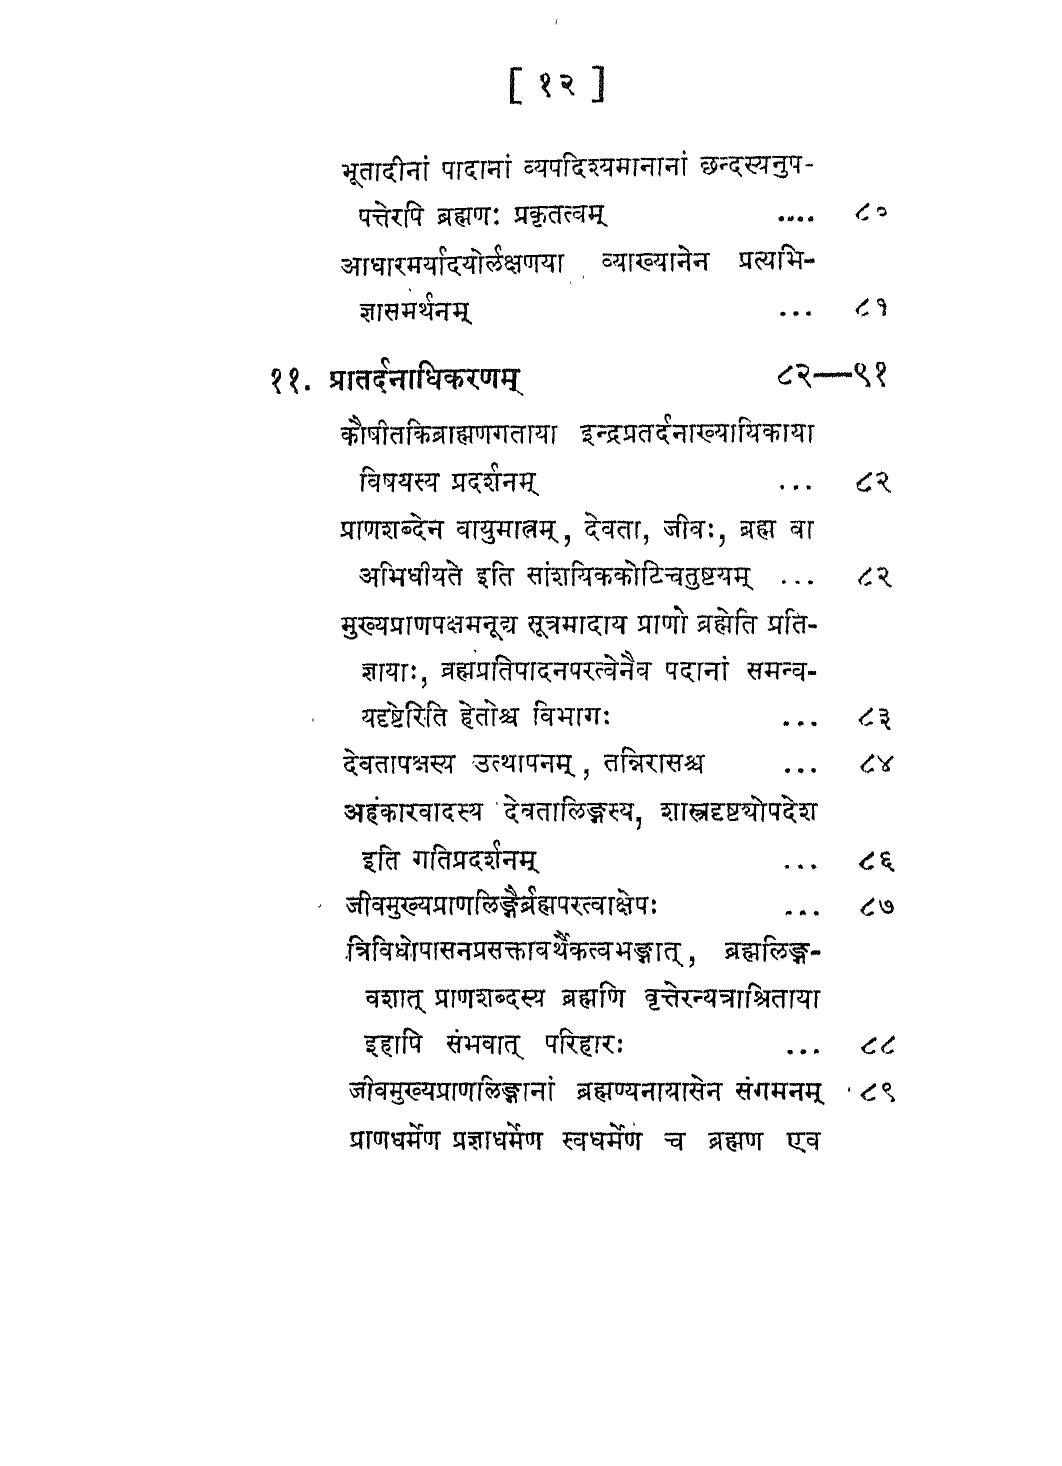 [ १२ ]
भूतादीनां पादानां व्यपदिश्यमानानां छन्दस्यनुप-
पत्तेरपि ब्रह्मणः प्रकृतत्वम् .... ८०
आधारमर्यादयोर्लक्षणया व्याख्यानेन प्रत्यभि-
ज्ञासमर्थनम् ... ८१
११. प्रातर्दनाधिकरणम् ८२—९१
कौषीतकिब्राह्मणगताया इन्द्रप्रतर्दनाख्यायिकाया
विषयस्य प्रदर्शनम् ... ८२
प्राणशब्देन वायुमात्रम्, देवता, जीवः, ब्रह्म वा
अभिधीयते इति सांशयिककोटिचतुष्टयम् ... ८२
मुख्यप्राणपक्षमनूद्य सूत्रमादाय प्राणो ब्रह्मेति प्रति-
ज्ञायाः, ब्रह्मप्रतिपादनपरत्वेनैव पदानां समन्व-
यदृष्टेरिति हेतोश्च विभागः ... ८३
देवतापक्षस्य उत्थापनम्, तन्निरासश्च ... ८४
अहंकारवादस्य देवतालिङ्गस्य, शास्त्रदृष्ट्योपदेश
इति गतिप्रदर्शनम् ... ८६
जीवमुख्यप्राणलिङ्गैर्ब्रह्मपरत्वाक्षेपः ... ८७
त्रिविधोपासनप्रसक्तावर्थैकत्वभङ्गात्, ब्रह्मलिङ्ग-
वशात् प्राणशब्दस्य ब्रह्मणि वृत्तेरन्यत्राश्रिताया
इहापि संभवात् परिहारः ... ८८
जीवमुख्यप्राणलिङ्गानां ब्रह्मण्यनायासेन संगमनम् ८९
प्राणधर्मेण प्रज्ञाधर्मेण स्वधर्मेण च ब्रह्मण एव